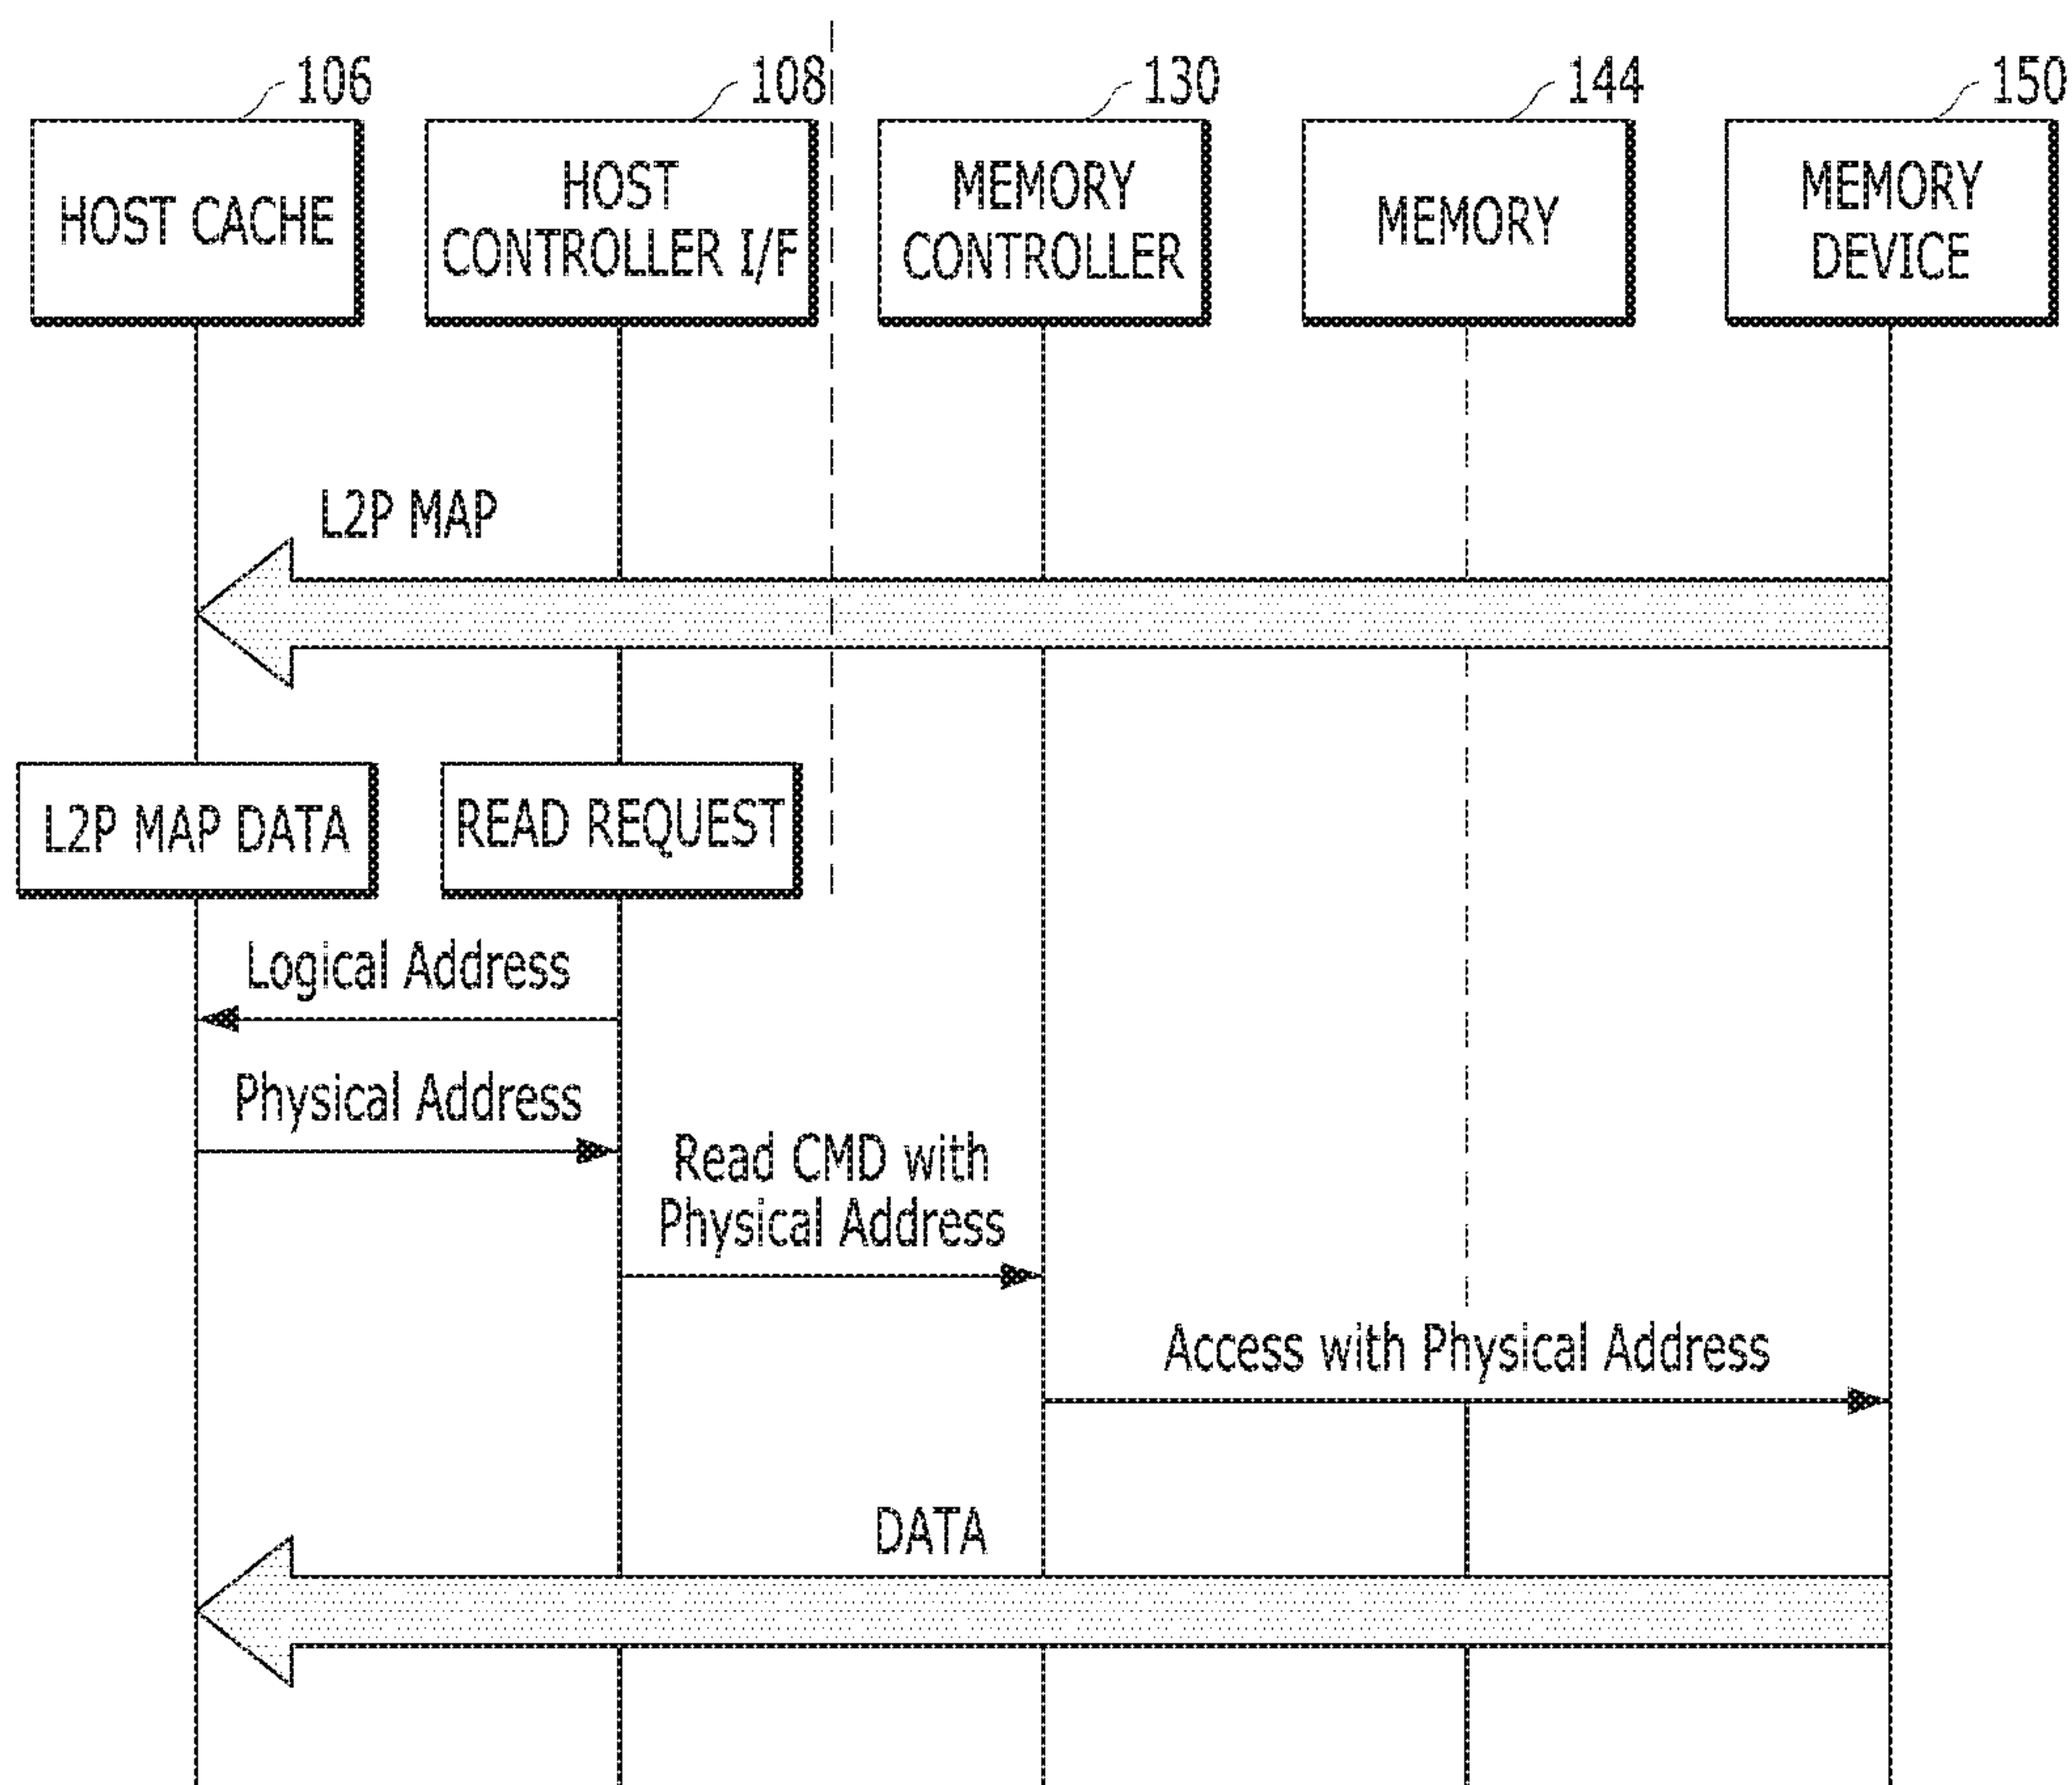 106
108
130
144
150
HOST CACHE
HOST
CONTROLLER I/F
MEMORY
CONTROLLER
MEMORY
MEMORY
DEVICE
L2P MAP
L2P MAP DATA
READ REQUEST
Logical Address
Physical Address
Read CMD with
Physical Address
Access with Physical Address
DATA